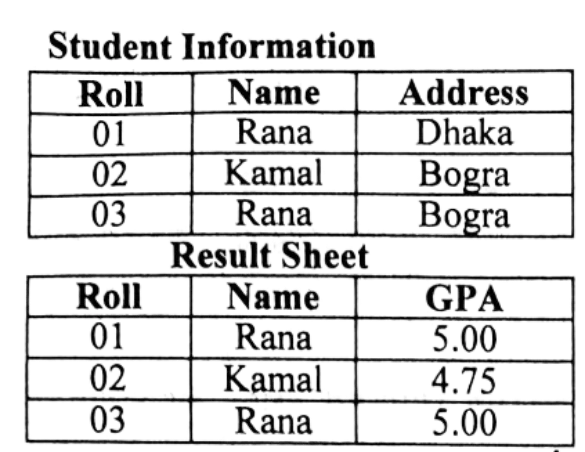 Student Information
Roll Name Address
01 Rana Dhaka
02 Kamal Bogra
03 Rana Bogra
Result Sheet
Roll Name GPA
01 Rana 5.00
02 Kamal 4.75
03 Rana 5.00